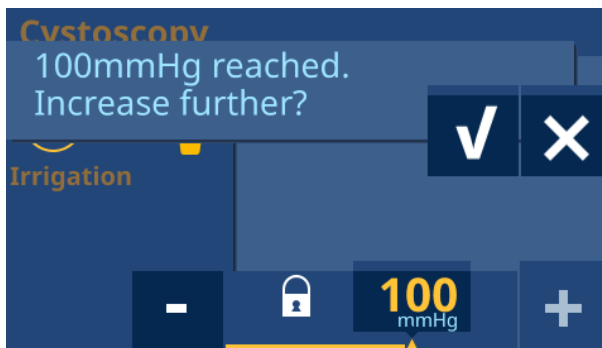 Cystoscopy
100mmHg reached.
Increase further?
√ ×
Irrigation
- 100 +
mmHg